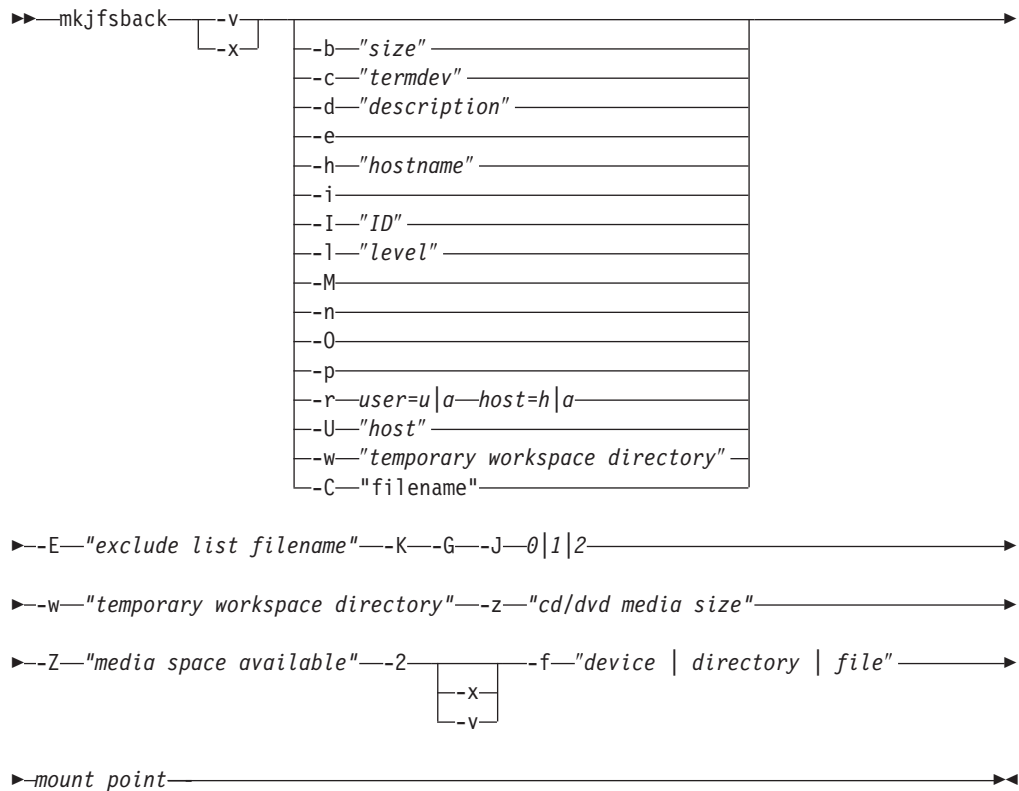 mkjfsback -v
-x
-b "size"
-c "termdev"
-d "description"
-e
-h "hostname"
-i
-I "ID"
-l "level"
-M
-n
-O
-p
-r user=u|a host=h|a
-U "host"
-w "temporary workspace directory"
-C "filename"
-E "exclude list filename" -K -G -J 0|1|2
-w "temporary workspace directory" -z "cd/dvd media size"
-Z "media space available" -2 -f "device | directory | file"
-x
-v
mount point